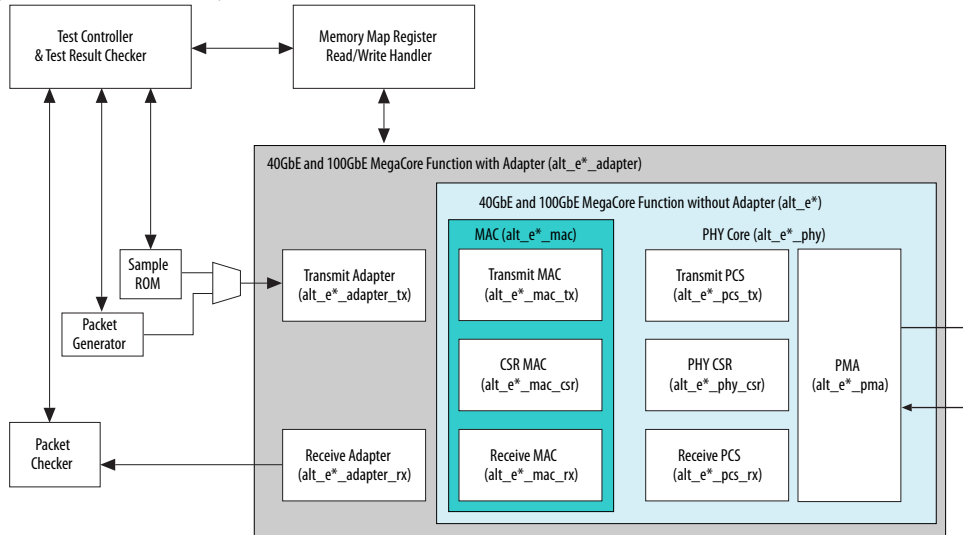 Test Controller
& Test Result Checker
Memory Map Register
Read/Write Handler
40GbE and 100GbE MegaCore Function with Adapter (alt_e*_adapter)
40GbE and 100GbE MegaCore Function without Adapter (alt_e*)
MAC (alt_e*_mac)
PHY Core (alt_e*_phy)
Sample
ROM
Transmit Adapter
(alt_e*_adapter_tx)
Transmit MAC
(alt_e*_mac_tx)
Transmit PCS
(alt_e*_pcs_tx)
Packet
Generator
CSR MAC
(alt_e*_mac_csr)
PHY CSR
(alt_e*_phy_csr)
PMA
(alt_e*_pma)
Packet
Checker
Receive Adapter
(alt_e*_adapter_rx)
Receive MAC
(alt_e*_mac_rx)
Receive PCS
(alt_e*_pcs_rx)